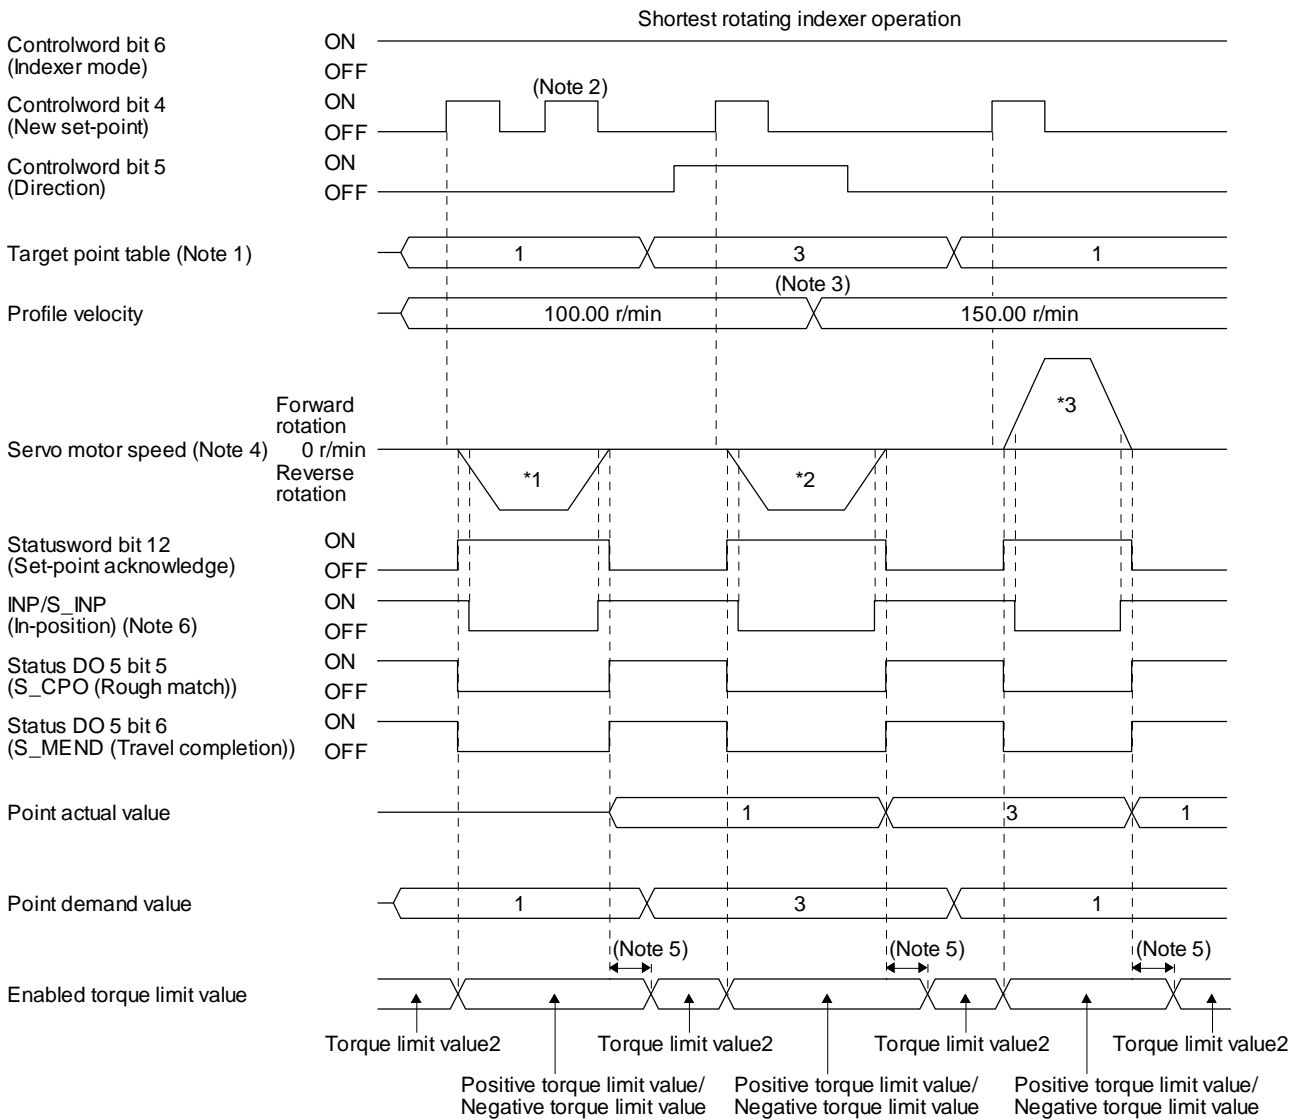 Shortest rotating indexer operation
Controlword bit 6
(Indexer mode)
ON
OFF
Controlword bit 4
(New set-point)
ON
OFF
(Note 2)
Controlword bit 5
(Direction)
ON
OFF
Target point table (Note 1)
1
3
1
Profile velocity
100.00 r/min
(Note 3)
150.00 r/min
Servo motor speed (Note 4)
Forward
rotation
0 r/min
Reverse
rotation
*1
*2
*3
Statusword bit 12
(Set-point acknowledge)
ON
OFF
INP/S_INP
(In-position) (Note 6)
ON
OFF
Status DO 5 bit 5
(S_CPO (Rough match))
ON
OFF
Status DO 5 bit 6
(S_MEND (Travel completion))
ON
OFF
Point actual value
1
3
1
Point demand value
1
3
1
Enabled torque limit value
(Note 5)
(Note 5)
(Note 5)
Torque limit value2
Torque limit value2
Torque limit value2
Torque limit value2
Positive torque limit value/
Negative torque limit value
Positive torque limit value/
Negative torque limit value
Positive torque limit value/
Negative torque limit value